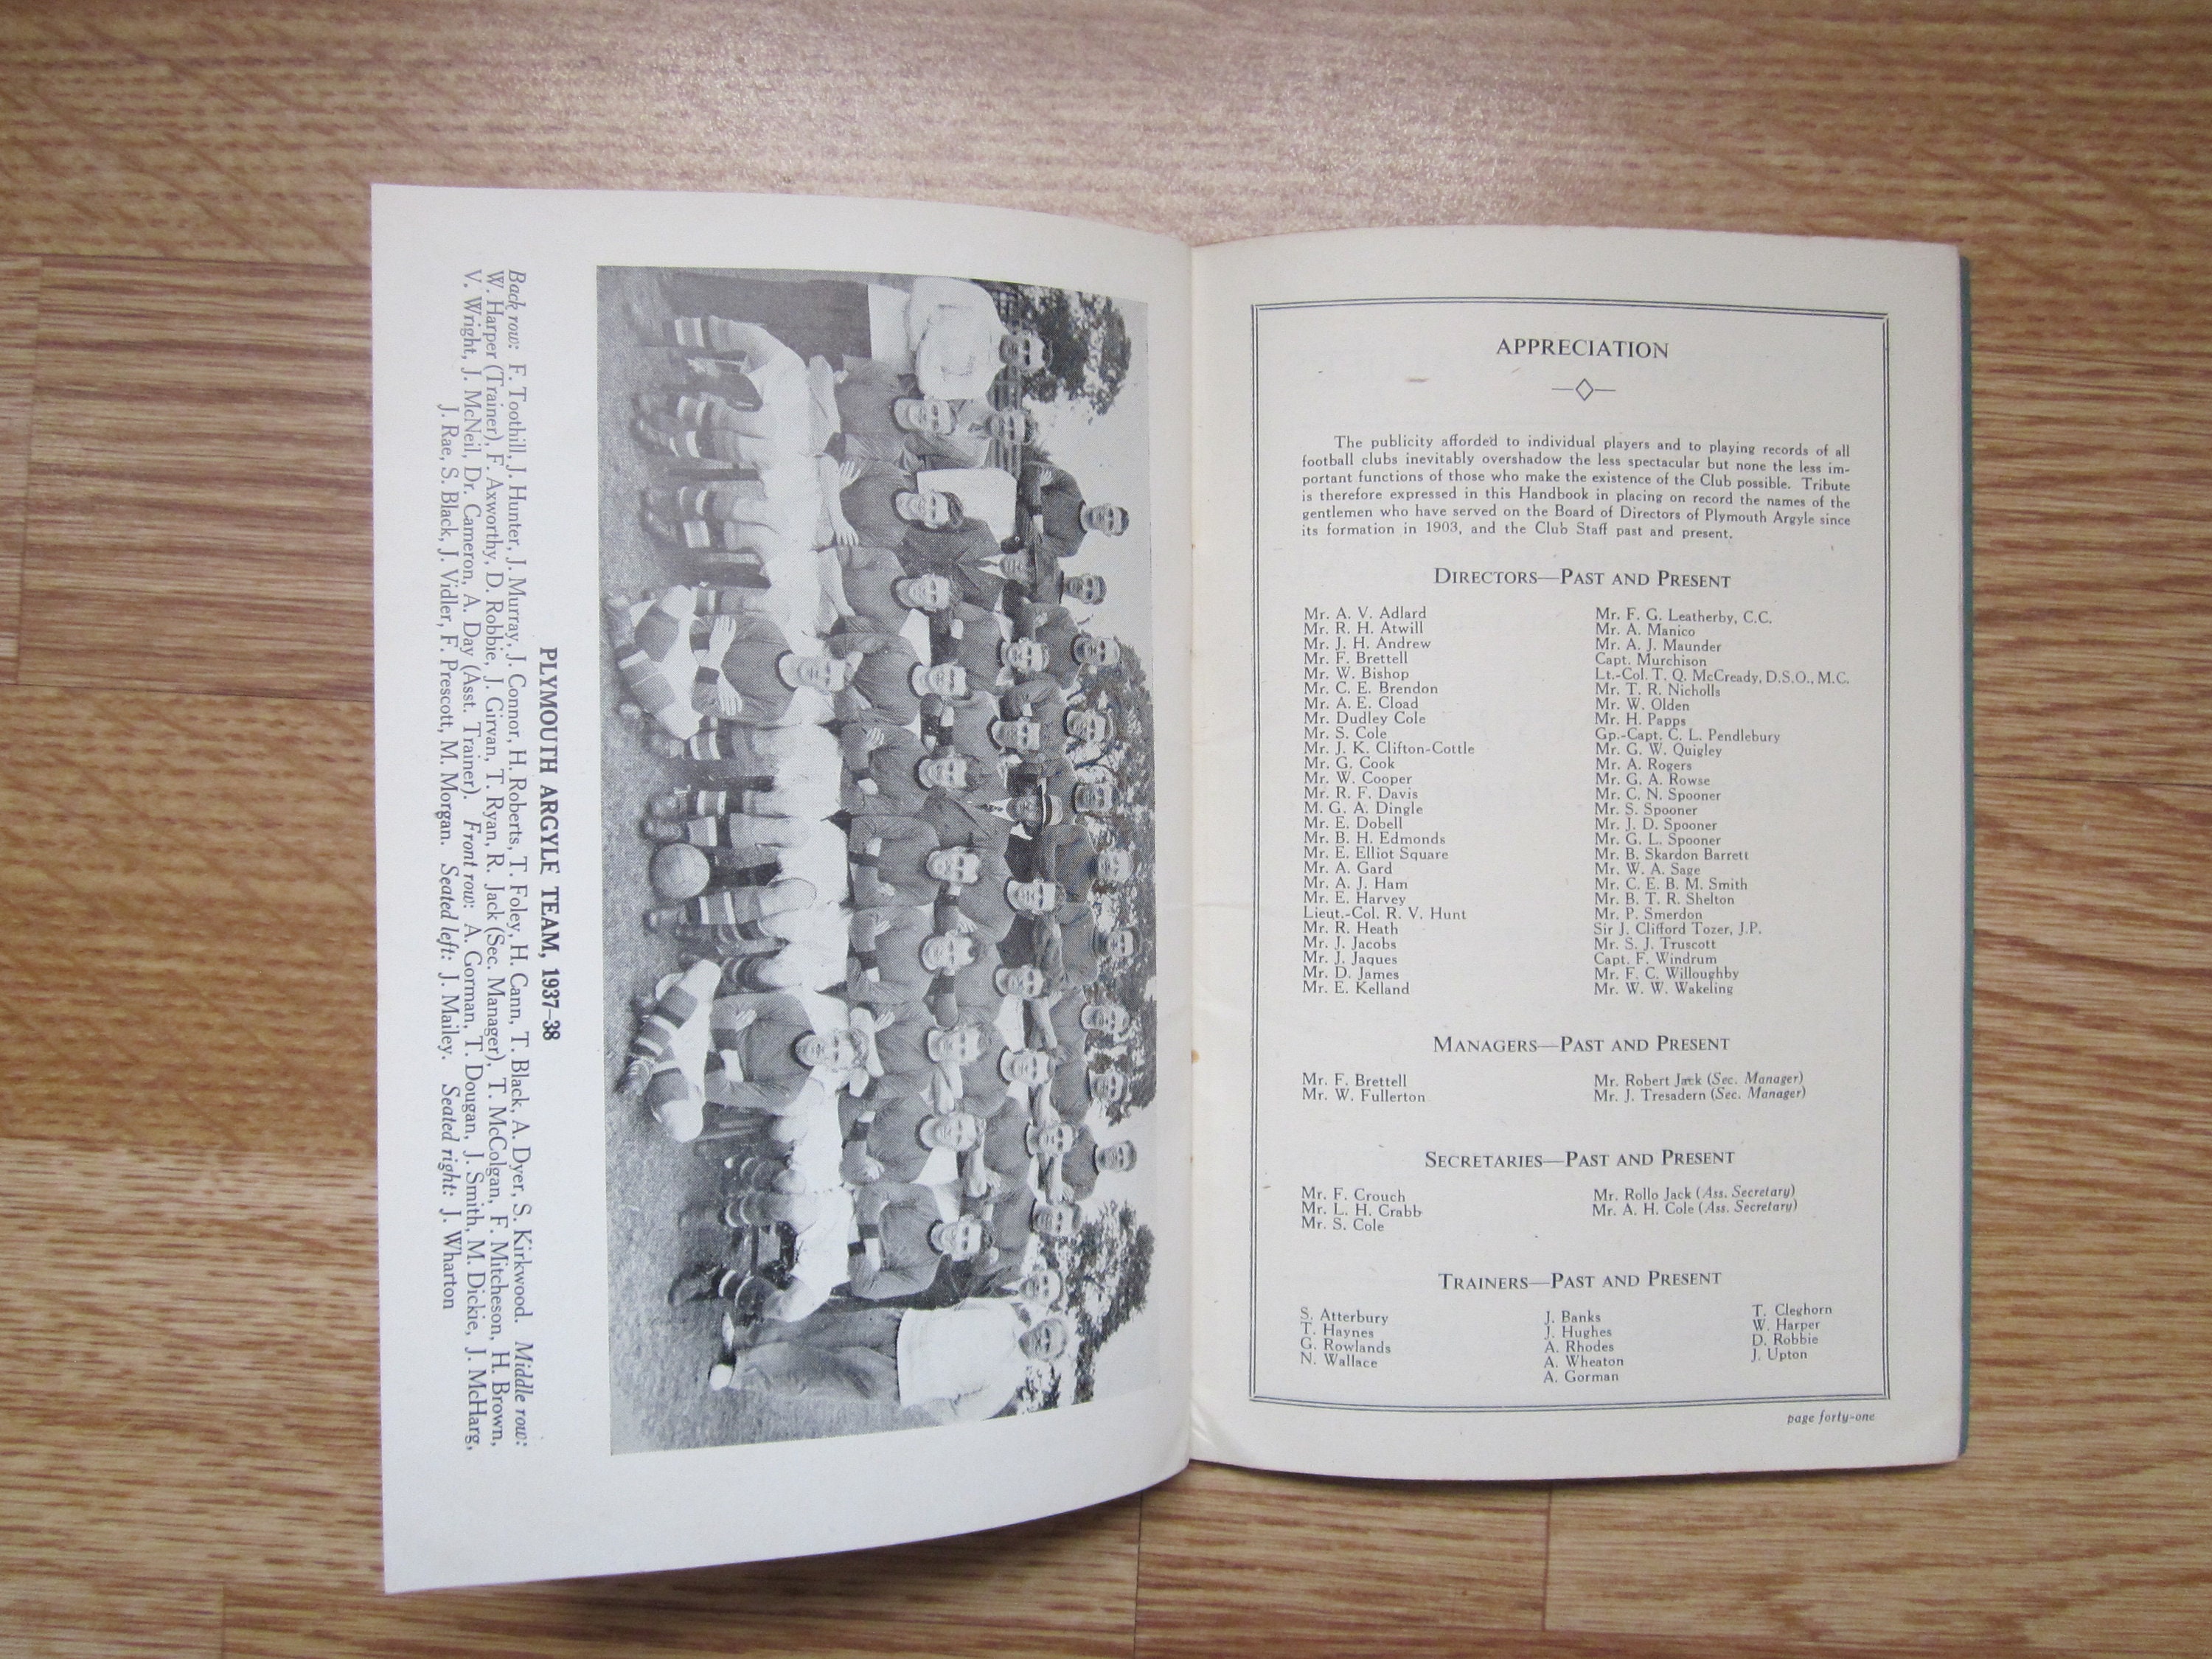 PLYMOUTH ARGYLE TEAM, 1937–38
Back row: F. Toothill, J. Hunter, J. Murray, J. Connor, H. Roberts, T. Foley, H. Cann, T. Black, A. Dyer, S. Kirkwood. Middle row:
W. Harper (Trainer), F. Axworthy, D. Robbie, J. Girvan, T. Ryan, R. Jack (Sec. Manager), T. McColgan, F. Mitcheson, H. Brown,
V. Wright, J. McNeil, Dr. Cameron, A. Day (Asst. Trainer). Front row: A. Gorman, T. Dougan, J. Smith, M. Dickie, J. McHarg,
J. Rae, S. Black, J. Vidler, F. Prescott, M. Morgan. Seated left: J. Mailey. Seated right: J. Wharton
APPRECIATION
The publicity afforded to individual players and to playing records of all
football clubs inevitably overshadow the less spectacular but none the less im-
portant functions of those who make the existence of the Club possible. Tribute
is therefore expressed in this Handbook in placing on record the names of the
gentlemen who have served on the Board of Directors of Plymouth Argyle since
its formation in 1903, and the Club Staff past and present.
DIRECTORS—PAST AND PRESENT
Mr. A. V. Adlard
Mr. R. H. Atwill
Mr. J. H. Andrew
Mr. F. Brettell
Mr. W. Bishop
Mr. C. E. Brendon
Mr. A. E. Cload
Mr. Dudley Cole
Mr. S. Cole
Mr. J. K. Clifton-Cottle
Mr. G. Cook
Mr. W. Cooper
Mr. R. F. Davis
M. G. A. Dingle
Mr. E. Dobell
Mr. B. H. Edmonds
Mr. E. Elliot Square
Mr. A. Gard
Mr. A. J. Ham
Mr. E. Harvey
Lieut.-Col. R. V. Hunt
Mr. R. Heath
Mr. J. Jacobs
Mr. J. Jaques
Mr. D. James
Mr. E. Kelland
Mr. F. G. Leatherby, C.C.
Mr. A. Manico
Mr. A. J. Maunder
Capt. Murchison
Lt.-Col. T. Q. McCready, D.S.O., M.C.
Mr. T. R. Nicholls
Mr. W. Olden
Mr. H. Papps
Gp.-Capt. C. L. Pendlebury
Mr. G. W. Quigley
Mr. A. Rogers
Mr. G. A. Rowse
Mr. C. N. Spooner
Mr. S. Spooner
Mr. J. D. Spooner
Mr. G. L. Spooner
Mr. B. Skardon Barrett
Mr. W. A. Sage
Mr. C. E. B. M. Smith
Mr. B. T. R. Shelton
Mr. P. Smerdon
Sir J. Clifford Tozer, J.P.
Mr. S. J. Truscott
Capt. F. Windrum
Mr. F. C. Willoughby
Mr. W. W. Wakeling
MANAGERS—PAST AND PRESENT
Mr. F. Brettell
Mr. W. Fullerton
Mr. Robert Jack (Sec. Manager)
Mr. J. Tresadern (Sec. Manager)
SECRETARIES—PAST AND PRESENT
Mr. F. Crouch
Mr. L. H. Crabb
Mr. S. Cole
Mr. Rollo Jack (Ass. Secretary)
Mr. A. H. Cole (Ass. Secretary)
TRAINERS—PAST AND PRESENT
S. Atterbury
T. Haynes
G. Rowlands
N. Wallace
J. Banks
J. Hughes
A. Rhodes
A. Wheaton
A. Gorman
T. Cleghorn
W. Harper
D. Robbie
J. Upton
page forty-one